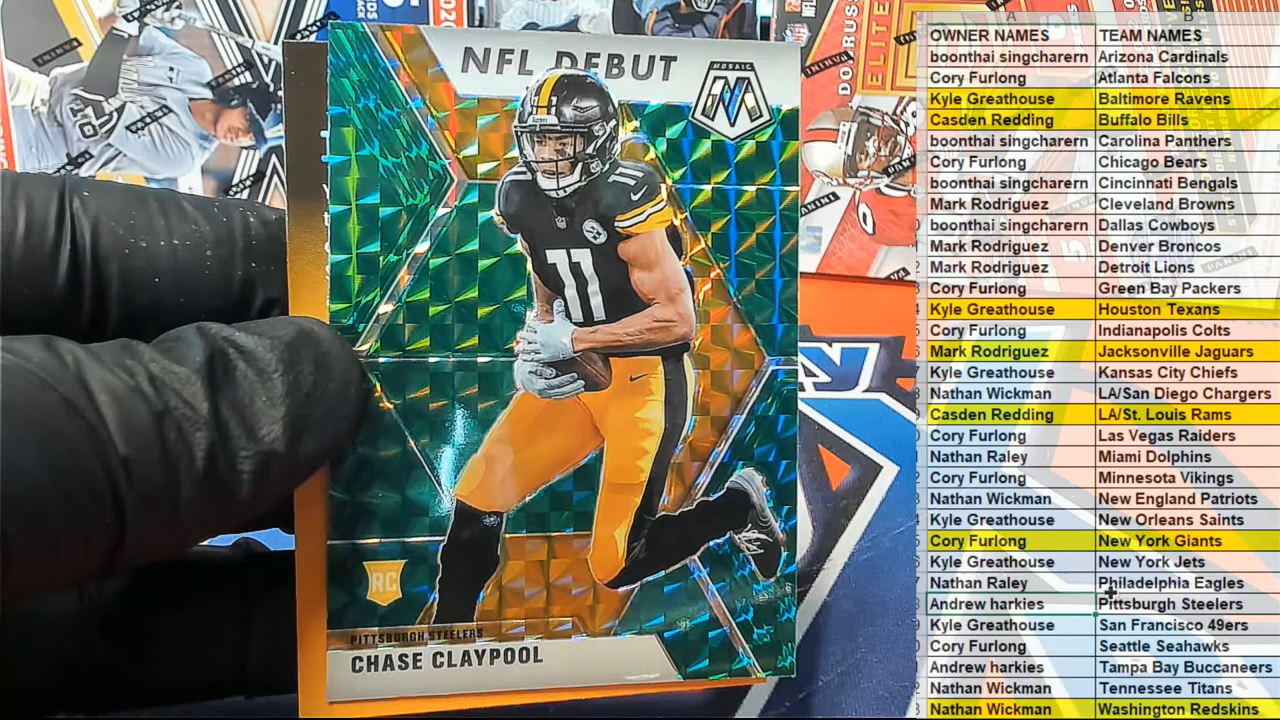 NFL DEBUT
MOSAIC
11
RC
PITTSBURGH STEELERS
CHASE CLAYPOOL
ELITE
A B
OWNER NAMES TEAM NAMES
boonthai singcharern Arizona Cardinals
Cory Furlong Atlanta Falcons
Kyle Greathouse Baltimore Ravens
Casden Redding Buffalo Bills
boonthai singcharern Carolina Panthers
Cory Furlong Chicago Bears
boonthai singcharern Cincinnati Bengals
Mark Rodriguez Cleveland Browns
boonthai singcharern Dallas Cowboys
Mark Rodriguez Denver Broncos
Mark Rodriguez Detroit Lions
Cory Furlong Green Bay Packers
Kyle Greathouse Houston Texans
Cory Furlong Indianapolis Colts
Mark Rodriguez Jacksonville Jaguars
Kyle Greathouse Kansas City Chiefs
Nathan Wickman LA/San Diego Chargers
Casden Redding LA/St. Louis Rams
Cory Furlong Las Vegas Raiders
Nathan Raley Miami Dolphins
Cory Furlong Minnesota Vikings
Nathan Wickman New England Patriots
Kyle Greathouse New Orleans Saints
Cory Furlong New York Giants
Kyle Greathouse New York Jets
Nathan Raley Philadelphia Eagles
Andrew harkies Pittsburgh Steelers
Kyle Greathouse San Francisco 49ers
Cory Furlong Seattle Seahawks
Andrew harkies Tampa Bay Buccaneers
Nathan Wickman Tennessee Titans
Nathan Wickman Washington Redskins